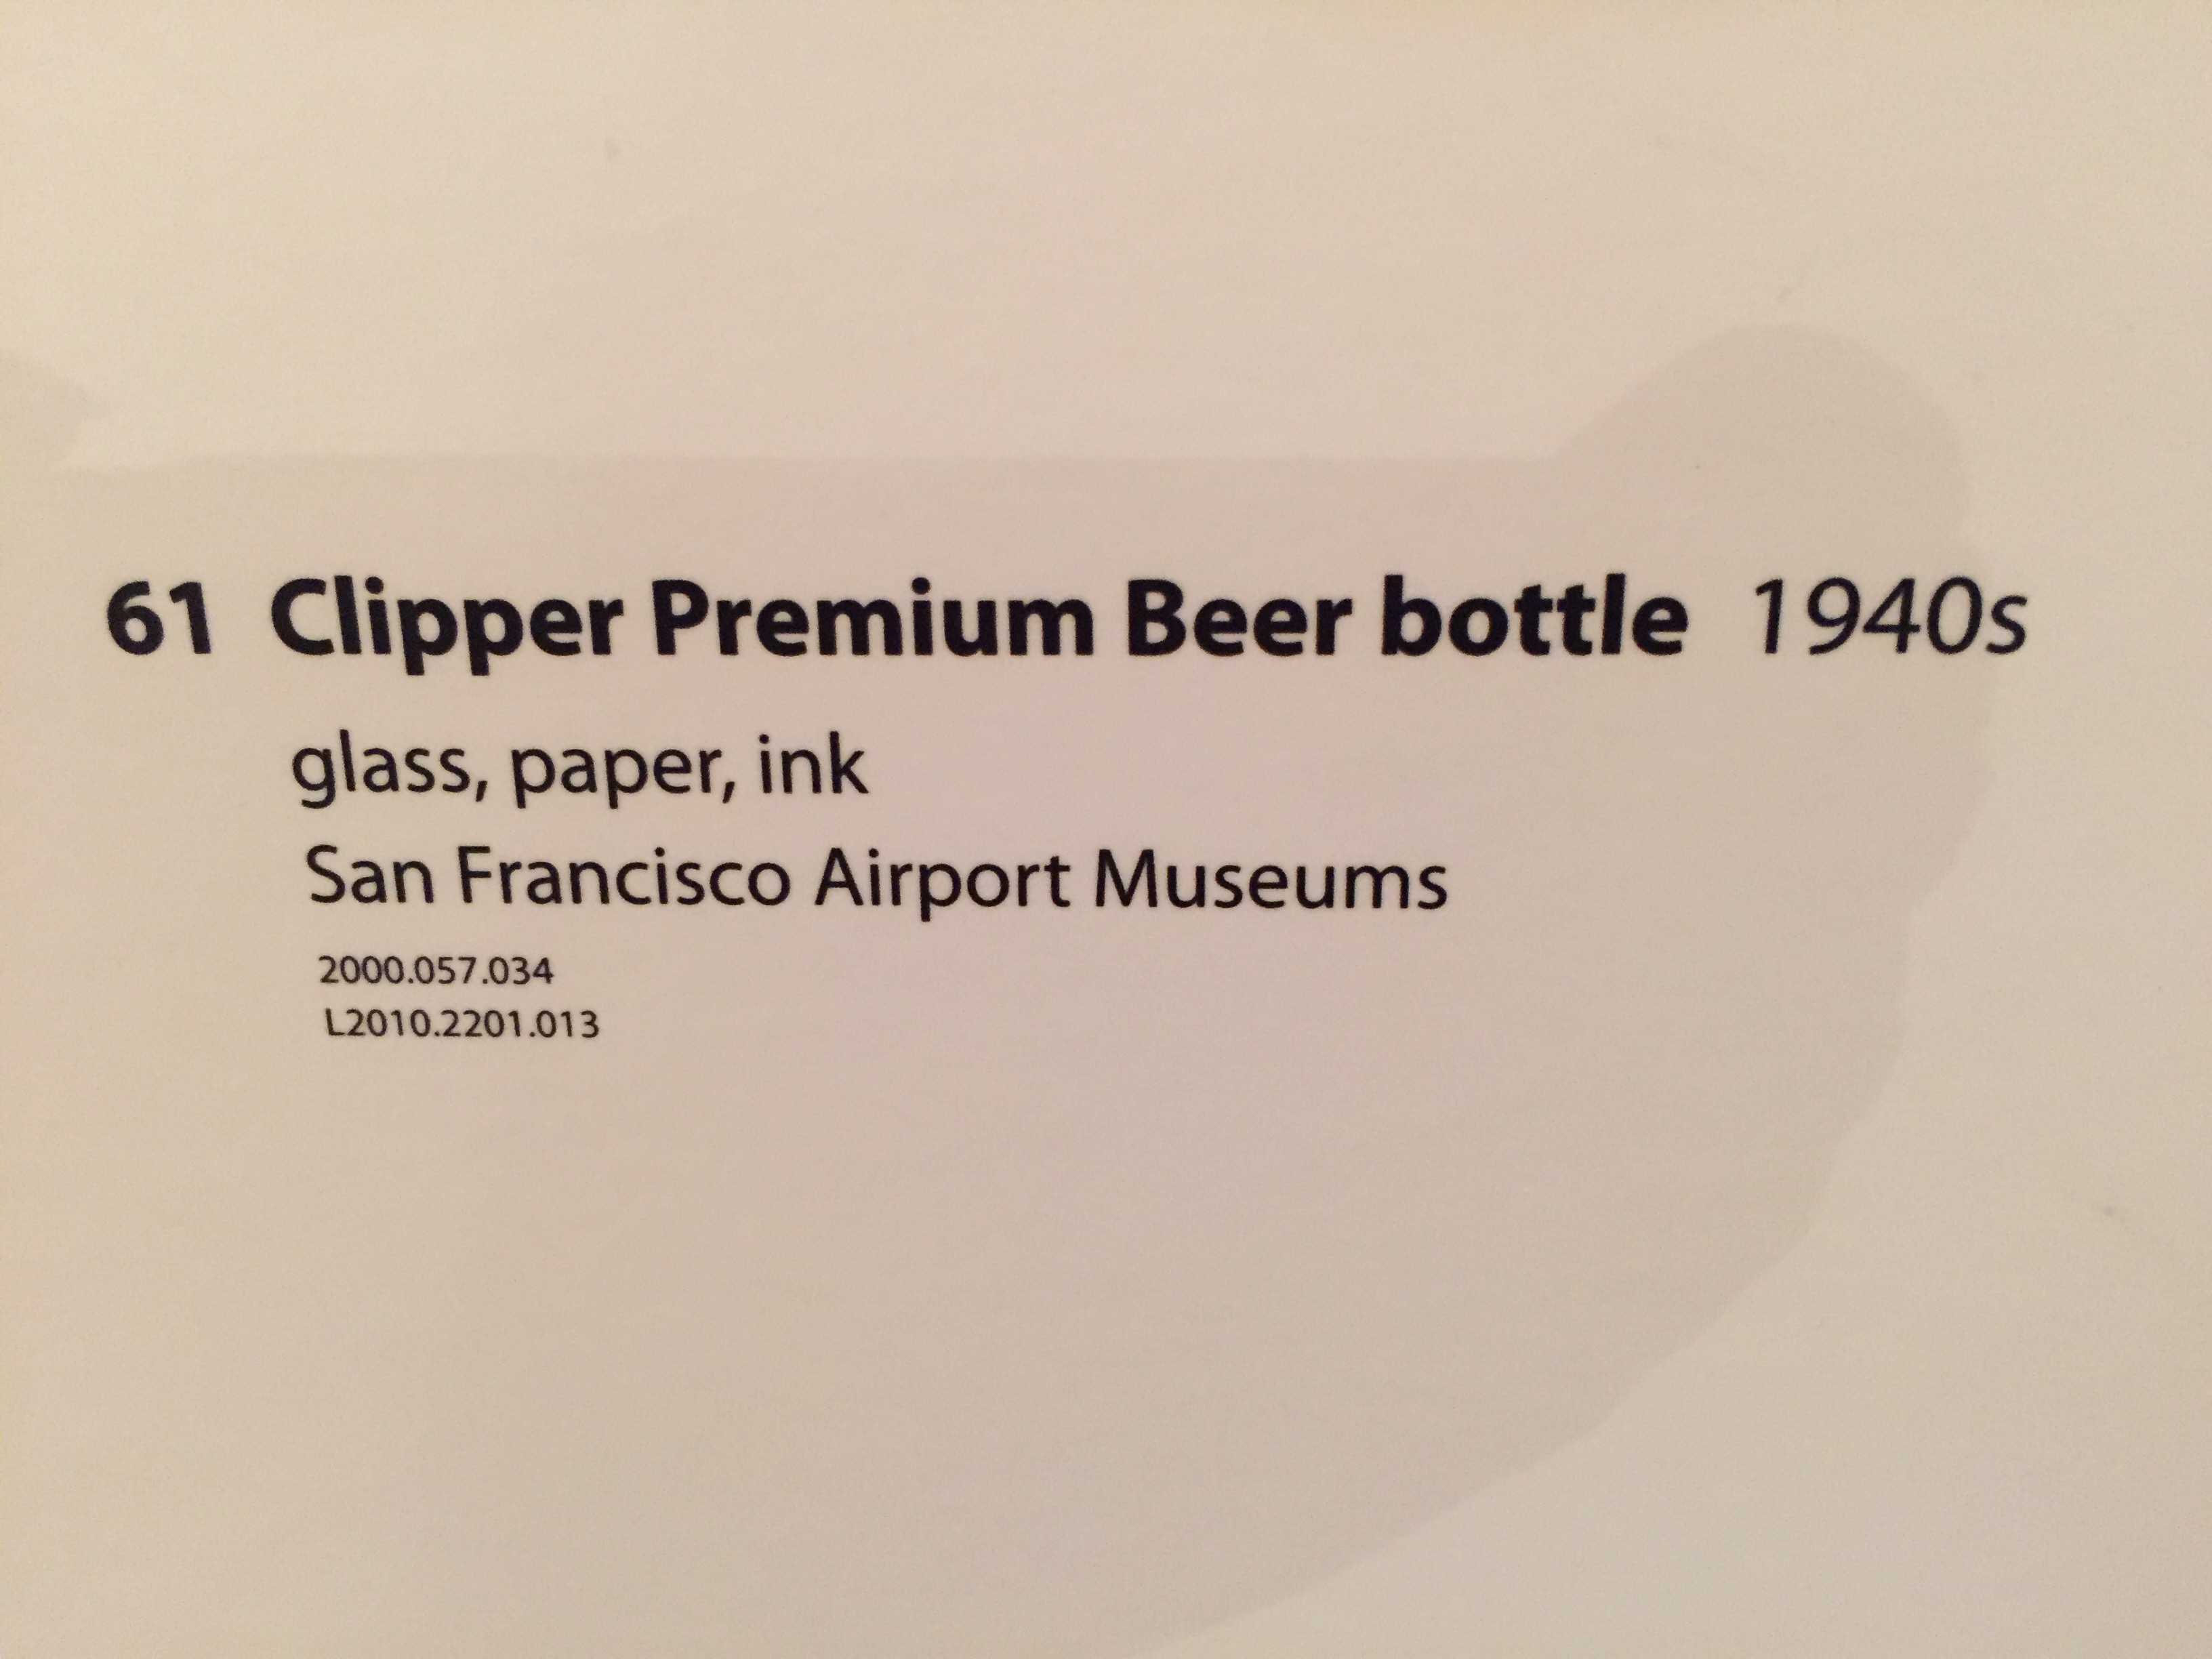 61 Clipper Premium Beer bottle 1940s
glass, paper, ink
San Francisco Airport Museums
2000.057.034
L2010.2201.013